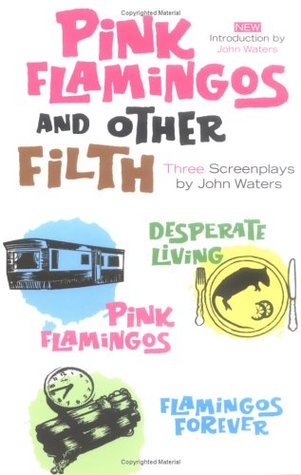 Copyrighted Material
NEW
Introduction by
John Waters
PINK
FLAMINGOS
AND OTHER
FILTH
Three Screenplays
by John Waters
DESPERATE
LIVING
PINK
FLAMINGOS
FLAMINGOS
FOREVER
Copyrighted Material